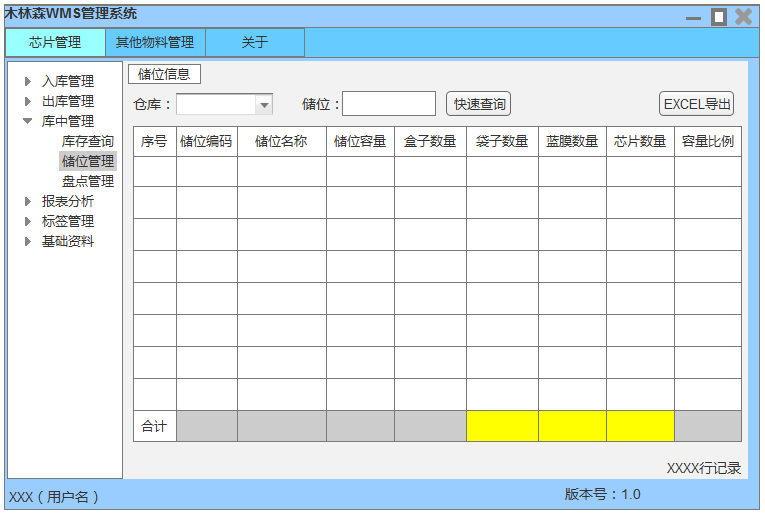 木林森WMS管理系统
芯片管理 其他物料管理 关于
入库管理
出库管理
库中管理
库存查询
储位管理
盘点管理
报表分析
标签管理
基础资料
储位信息
仓库： 储位： 快速查询 EXCEL导出
序号 储位编码 储位名称 储位容量 盒子数量 袋子数量 蓝膜数量 芯片数量 容量比例
合计
XXXX行记录
XXX（用户名） 版本号：1.0